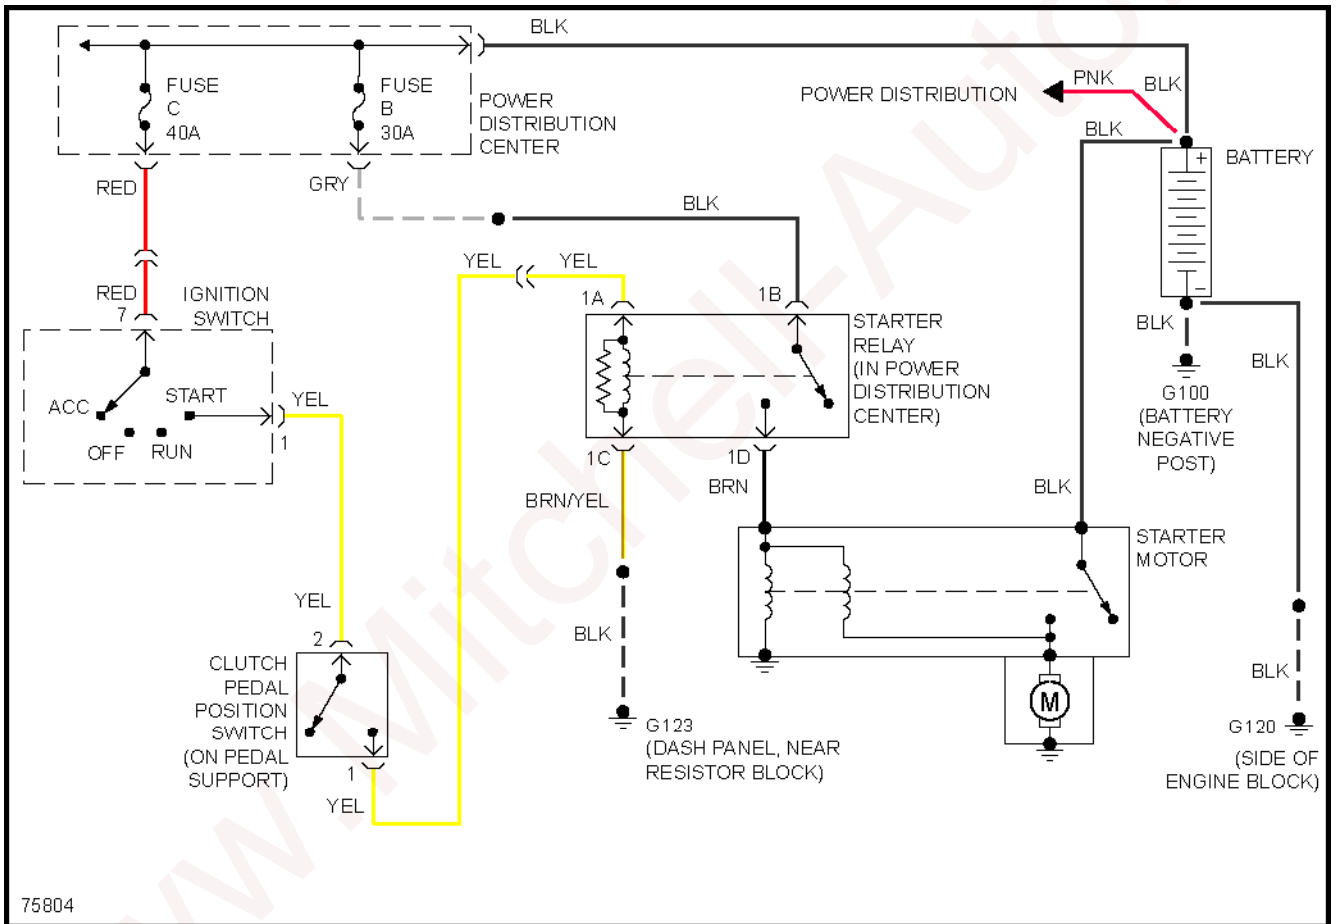 BLK
FUSE
C
40A
FUSE
B
30A
POWER
DISTRIBUTION
CENTER
POWER DISTRIBUTION
PNK
BLK
BLK
BATTERY
+
−
RED
GRY
BLK
YEL
YEL
RED
7
IGNITION
SWITCH
1A
1B
STARTER
RELAY
(IN POWER
DISTRIBUTION
CENTER)
BLK
BLK
G100
(BATTERY
NEGATIVE
POST)
ACC
START
OFF
RUN
YEL
1
1C
1D
BRN/YEL
BRN
BLK
STARTER
MOTOR
YEL
2
BLK
CLUTCH
PEDAL
POSITION
SWITCH
(ON PEDAL
SUPPORT)
1
YEL
G123
(DASH PANEL, NEAR
RESISTOR BLOCK)
M
BLK
G120
(SIDE OF
ENGINE BLOCK)
75804
www.Mitchell-Auto.